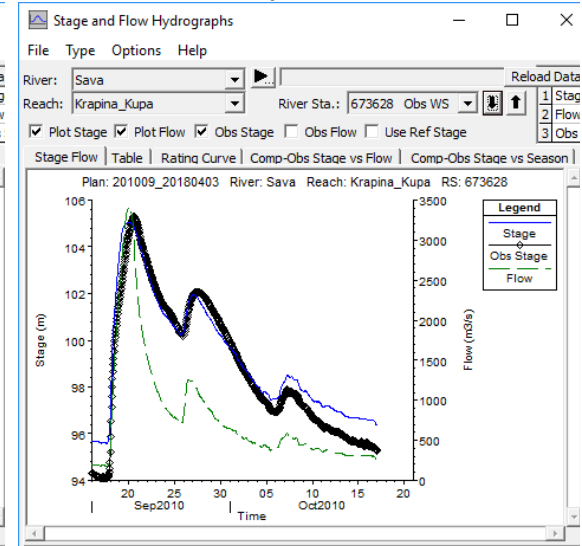 Stage and Flow Hydrographs
File Type Options Help
River: Sava Reload Data
Reach: Krapina_Kupa River Sta.: 673628 Obs WS 1 Stag
2 Flow
Plot Stage Plot Flow Obs Stage Obs Flow Use Ref Stage 3 Obs
Stage Flow Table Rating Curve Comp-Obs Stage vs Flow Comp-Obs Stage vs Season
Plan: 201009_20180403 River: Sava Reach: Krapina_Kupa RS: 673628
106
104
102
100
98
96
94
Stage (m)
3500
3000
2500
2000
1500
1000
500
0
Flow (m3/s)
Legend
Stage
Obs Stage
Flow
20 25 30 05 10 15 20
Sep2010 Oct2010
Time